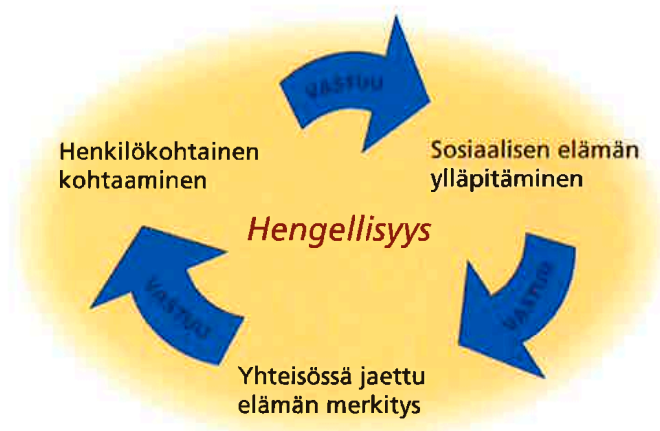 VASTUU
Henkilökohtainen
kohtaaminen
Sosiaalisen elämän
ylläpitäminen
Hengellisyys
VASTUU
VASTUU
Yhteisössä jaettu
elämän merkitys